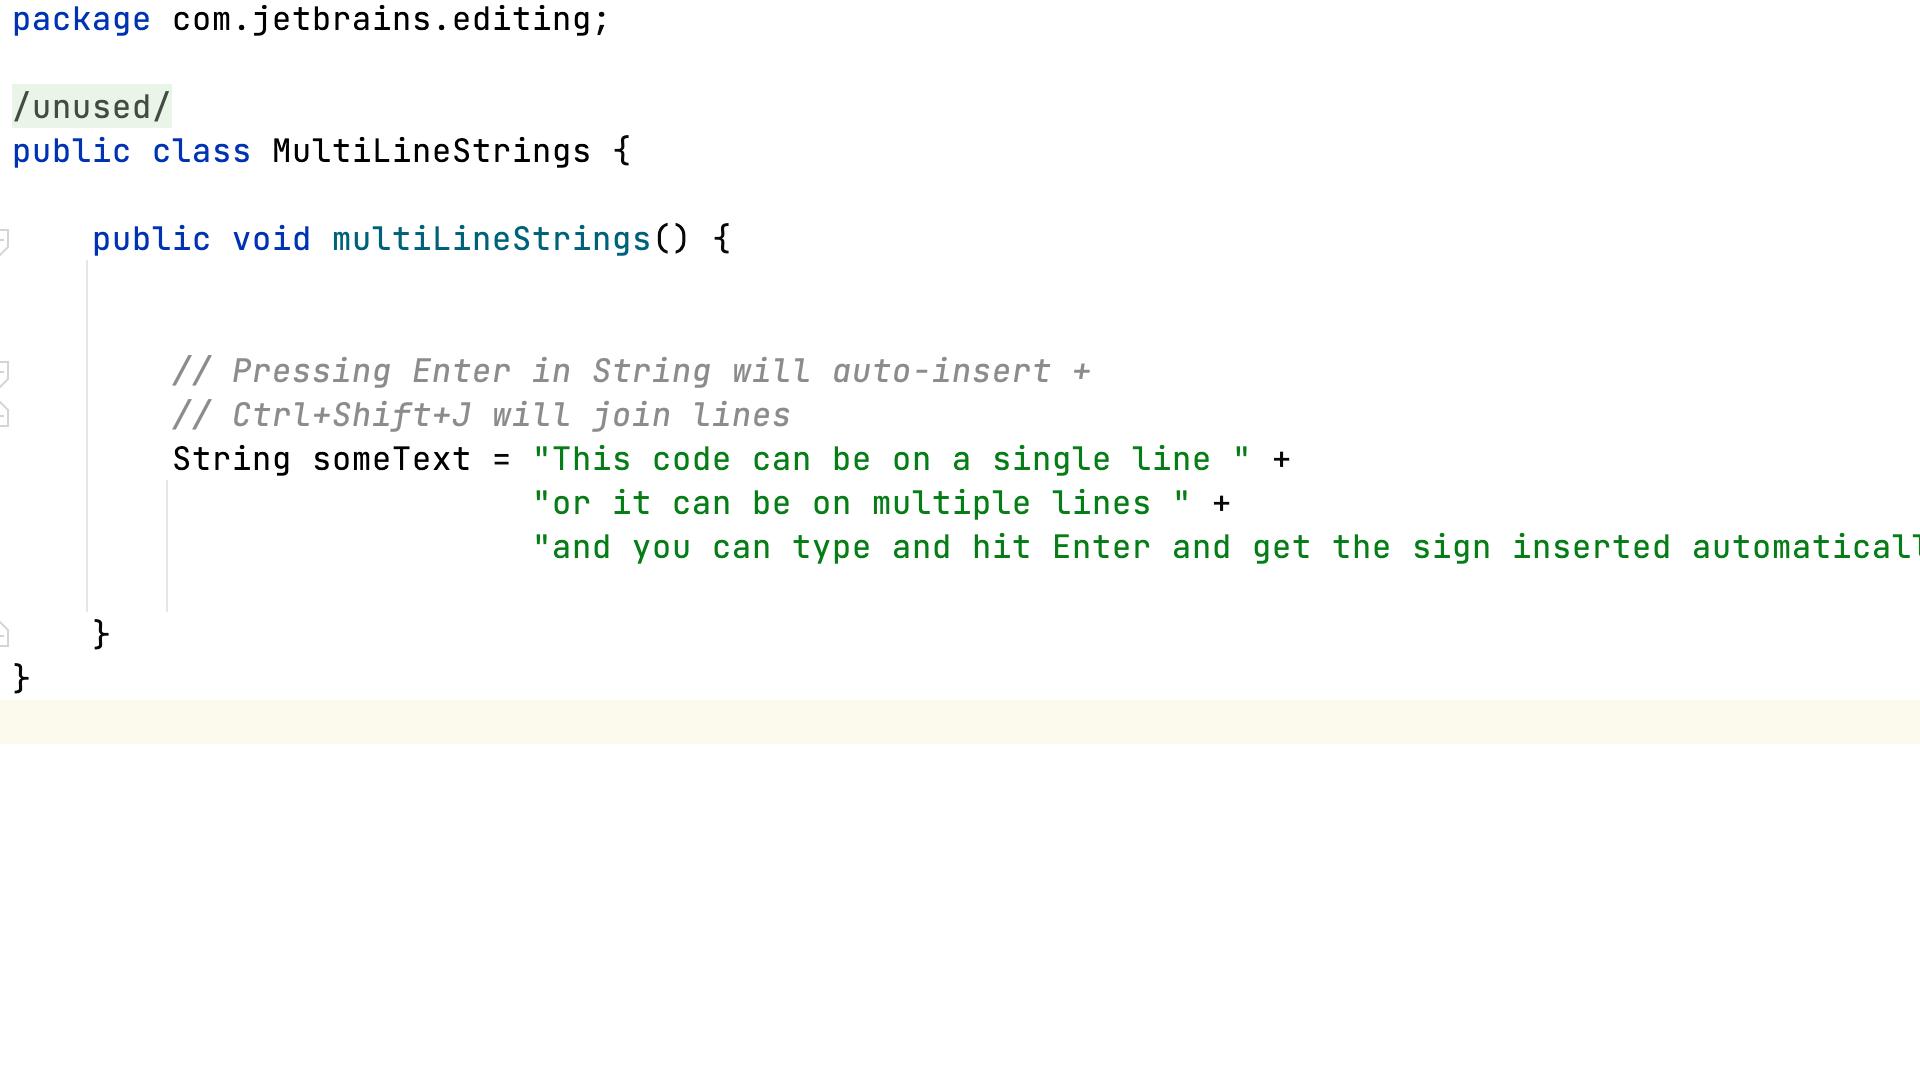 package com.jetbrains.editing;
/unused/
public class MultiLineStrings {
public void multiLineStrings() {
// Pressing Enter in String will auto-insert +
// Ctrl+Shift+J will join lines
String someText = "This code can be on a single line " +
"or it can be on multiple lines " +
"and you can type and hit Enter and get the sign inserted automaticall
}
}